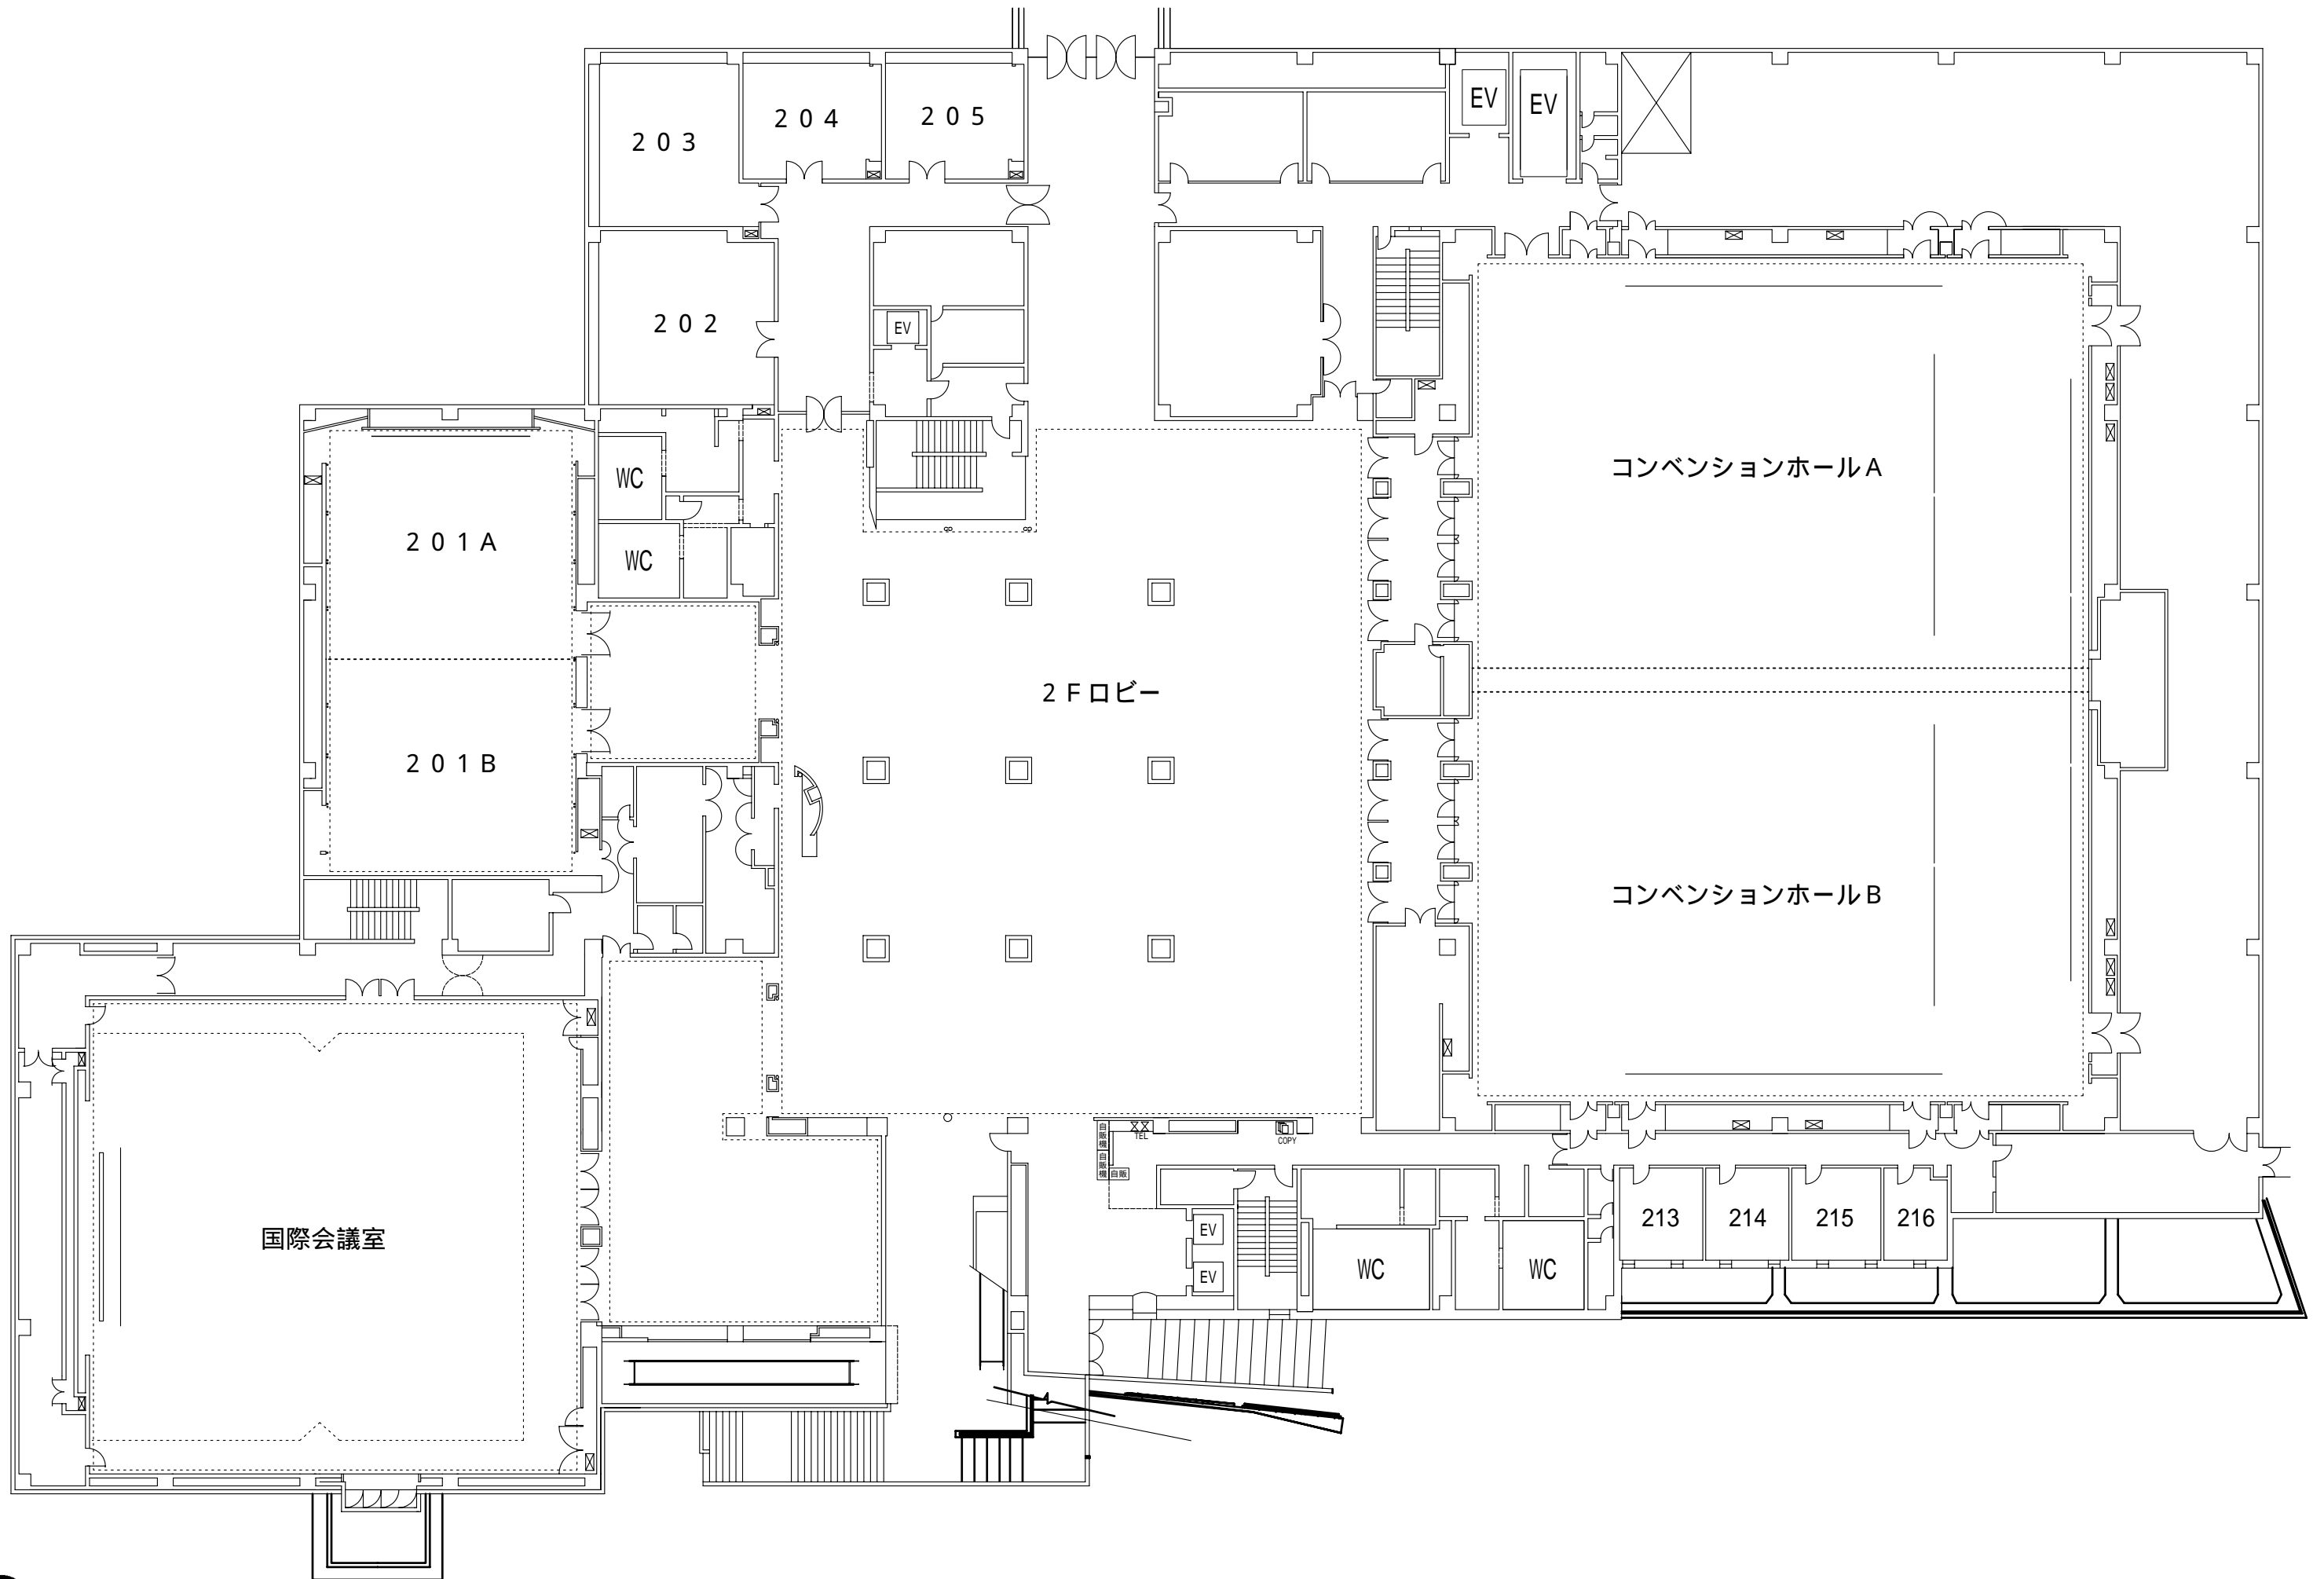 EV
EV
203
204
205
202
EV
コンベンションホールA
WC
201A
WC
2Fロビー
201B
コンベンションホールB
自販機
TEL
COPY
自販機
自販
213
214
215
216
EV
国際会議室
WC
WC
EV